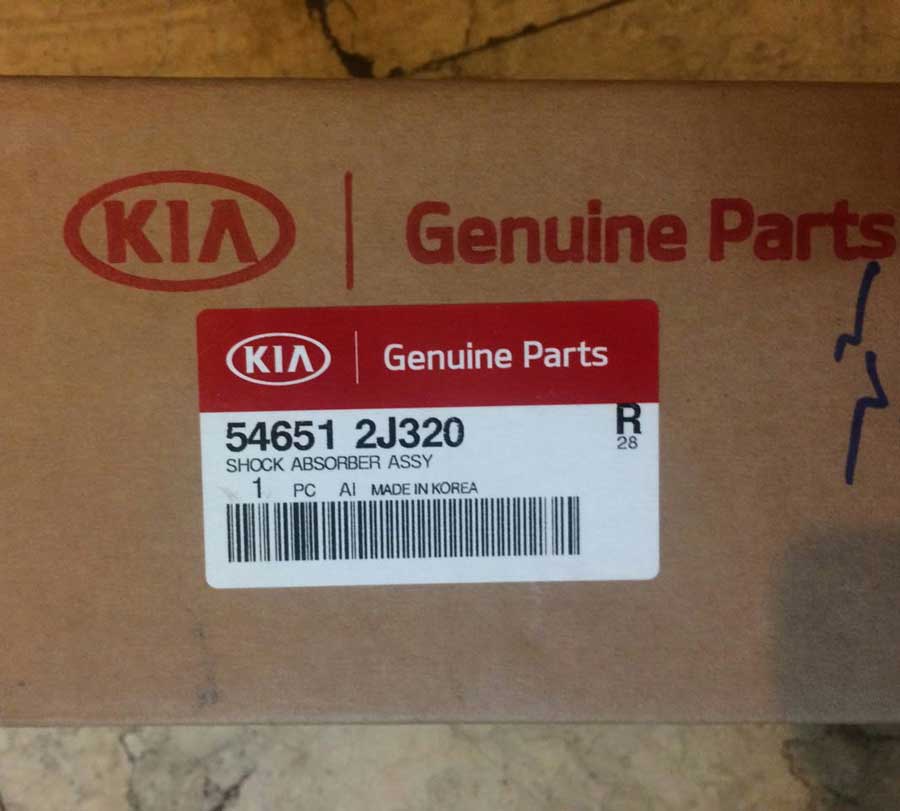 KIA | Genuine Parts
KIA | Genuine Parts
54651 2J320 R
SHOCK ABSORBER ASSY 28
1 PC AI MADE IN KOREA